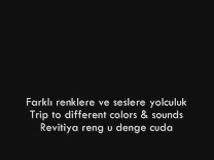 Farklı renklere ve seslere yolculuk
Trip to different colors & sounds
Revitiya reng u denge cuda